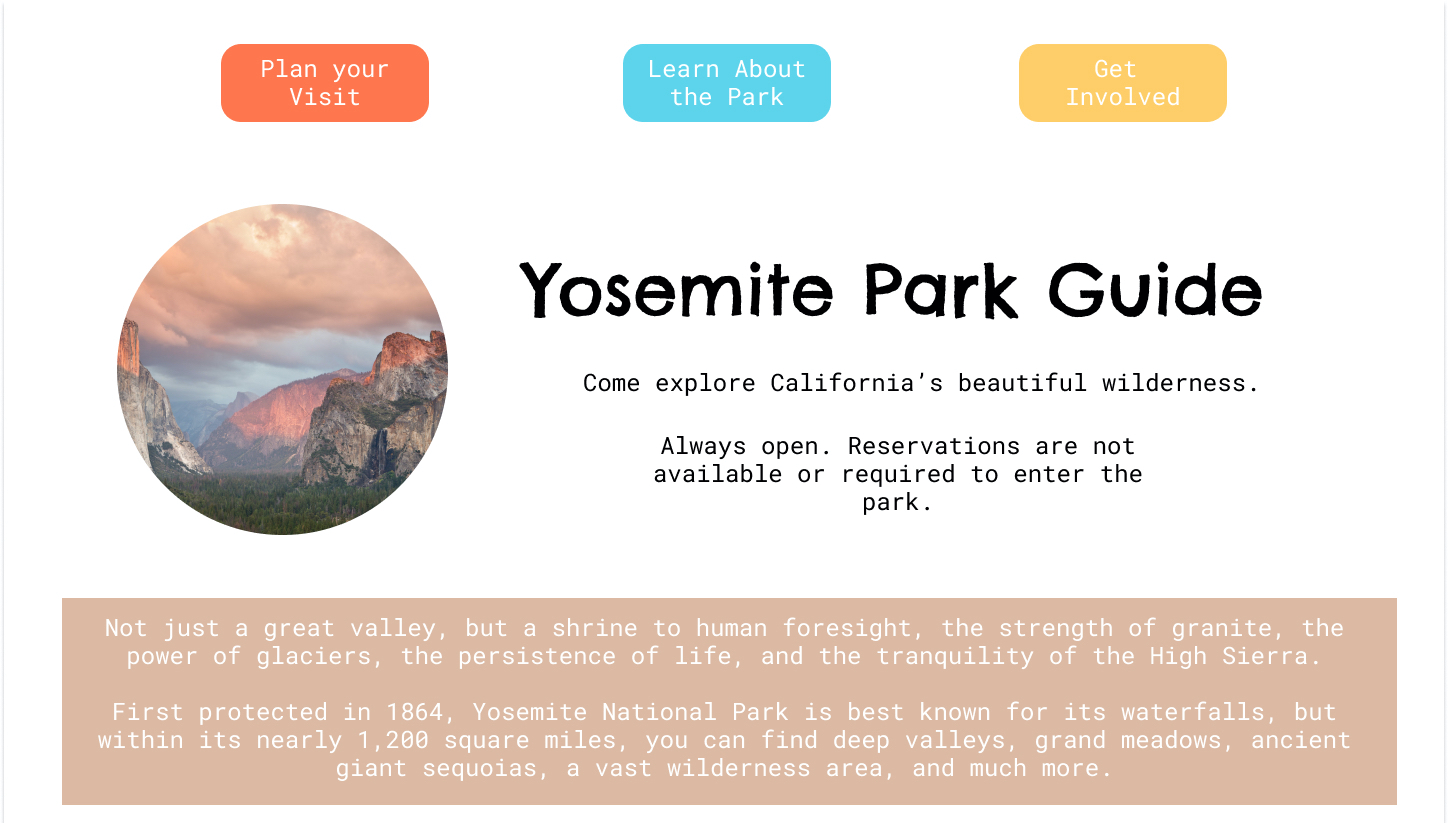 Plan your
Visit
Learn About
the Park
Get
Involved
Yosemite Park Guide
Come explore California’s beautiful wilderness.
Always open. Reservations are not
available or required to enter the
park.
Not just a great valley, but a shrine to human foresight, the strength of granite, the
power of glaciers, the persistence of life, and the tranquility of the High Sierra.
First protected in 1864, Yosemite National Park is best known for its waterfalls, but
within its nearly 1,200 square miles, you can find deep valleys, grand meadows, ancient
giant sequoias, a vast wilderness area, and much more.